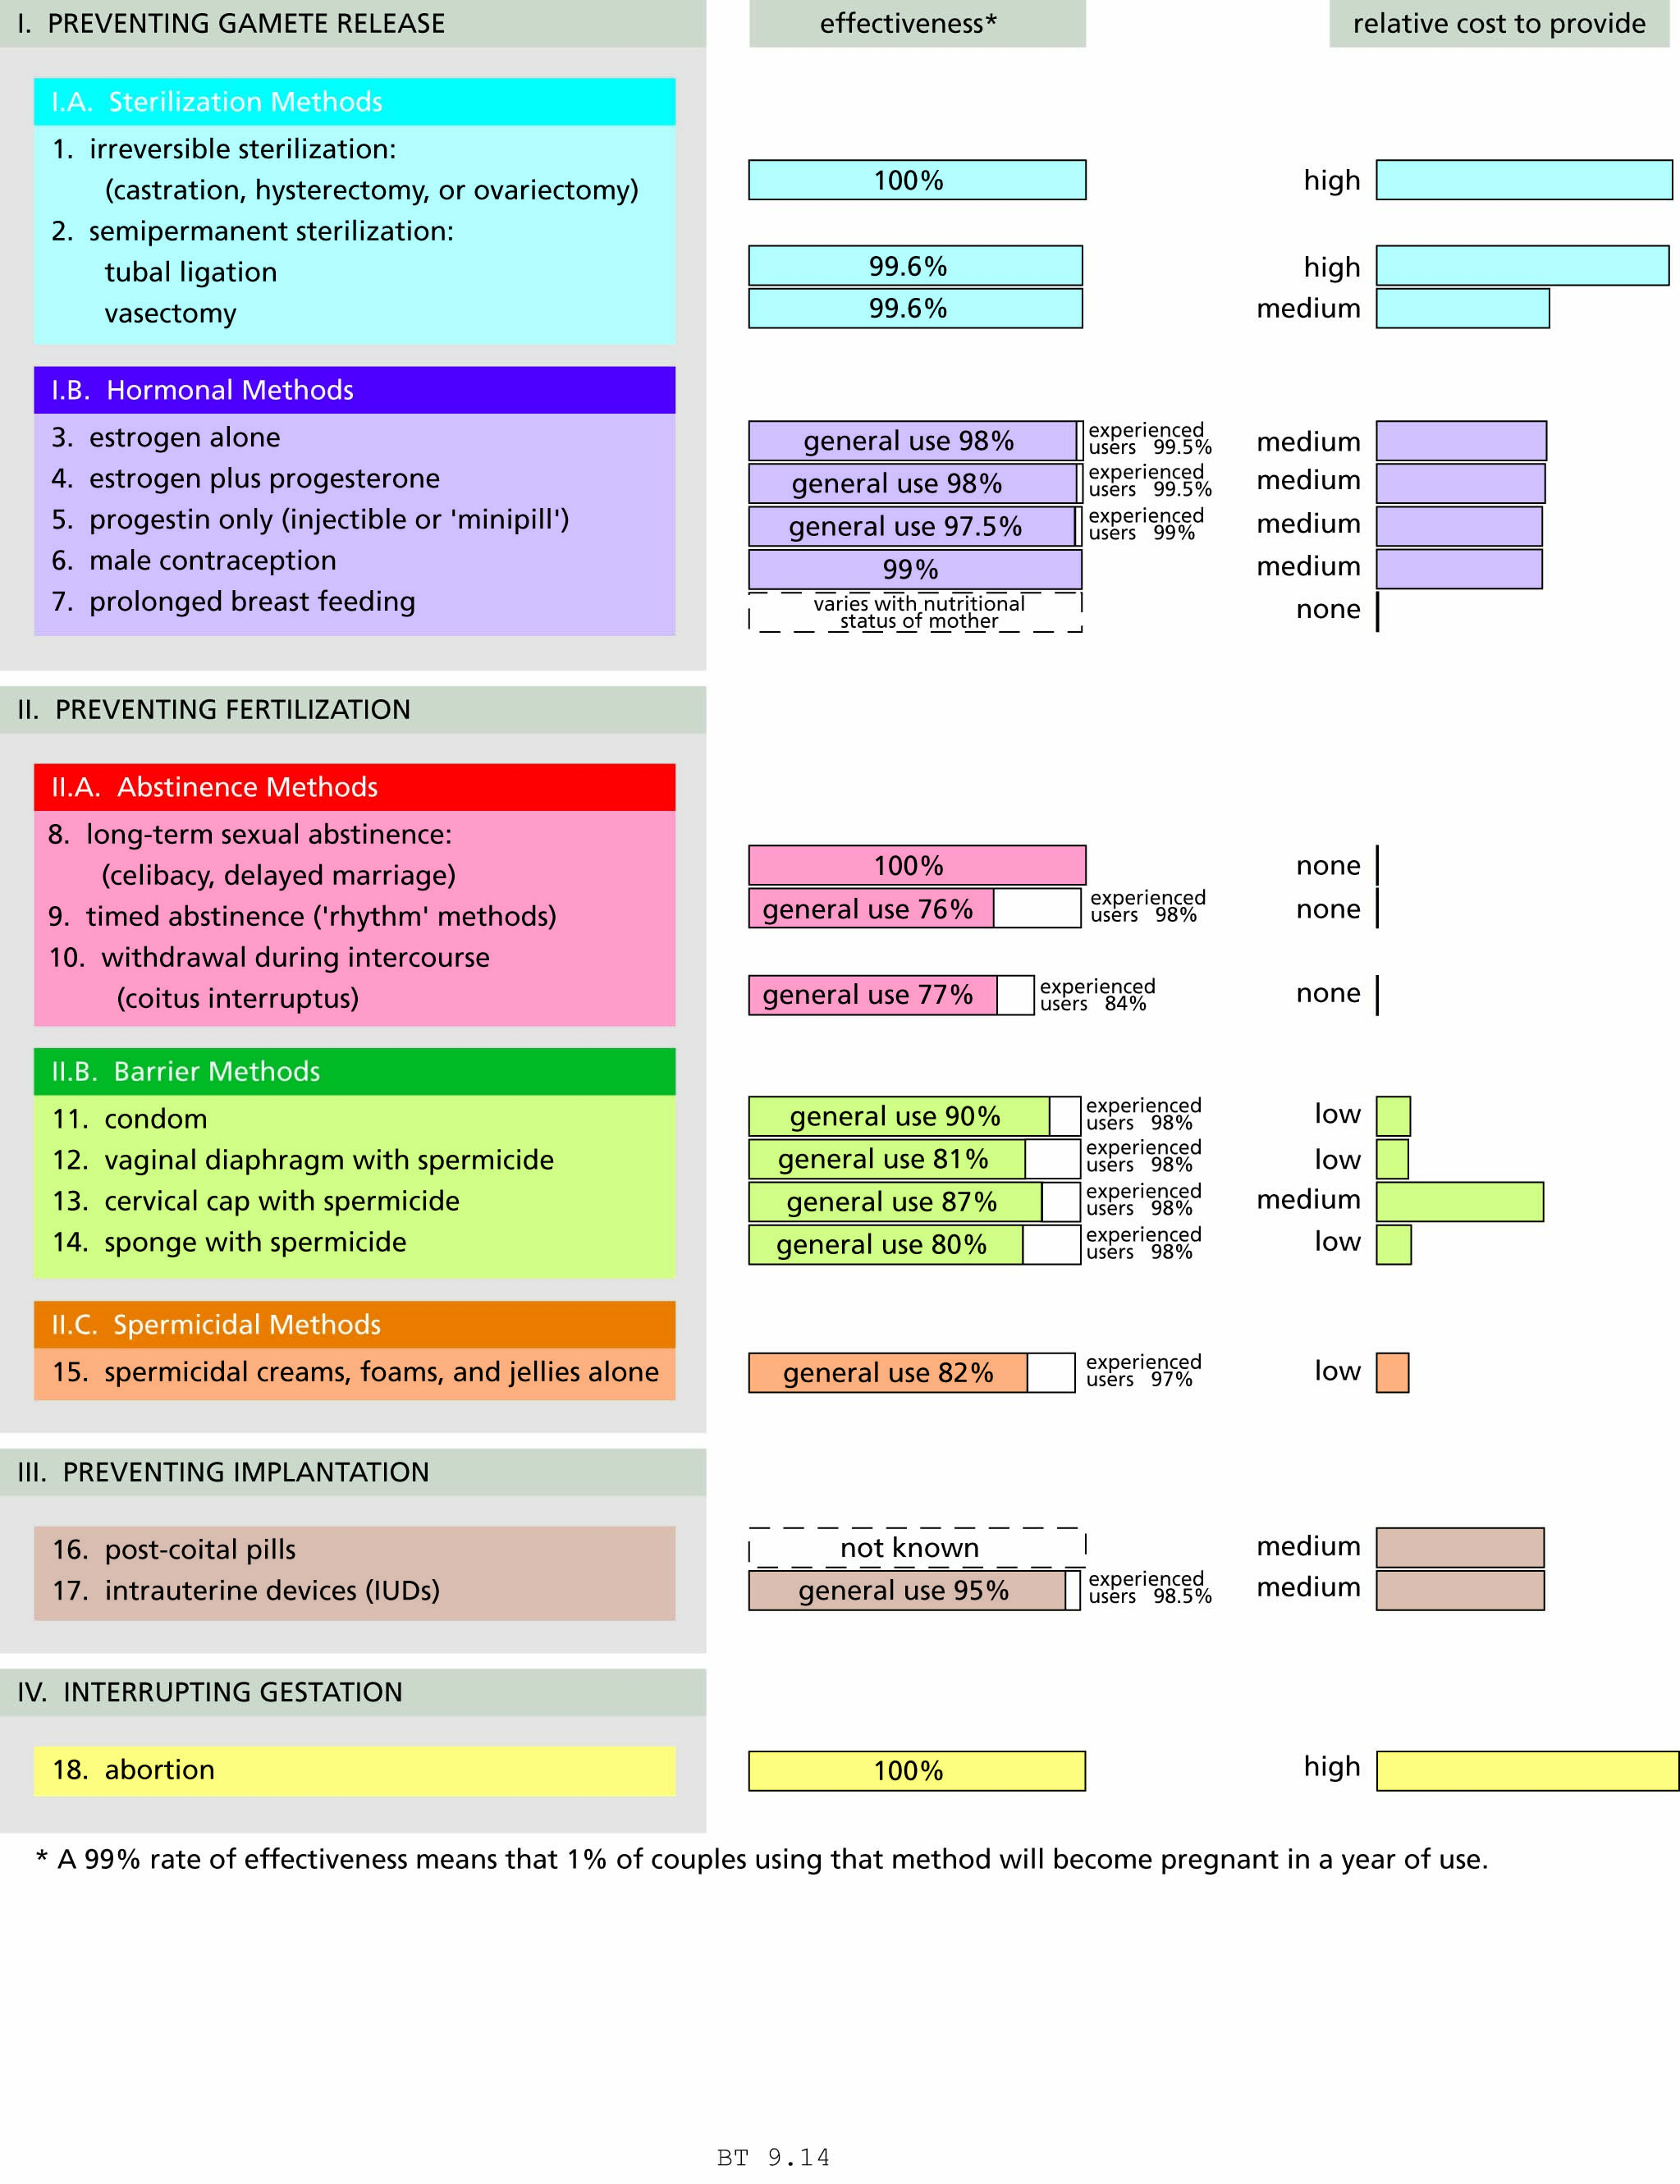 I. PREVENTING GAMETE RELEASE
effectiveness*
relative cost to provide
I.A. Sterilization Methods
1. irreversible sterilization:
(castration, hysterectomy, or ovariectomy)
100%
high
2. semipermanent sterilization:
tubal ligation
99.6%
high
vasectomy
99.6%
medium
I.B. Hormonal Methods
3. estrogen alone
general use 98%
experienced
users 99.5%
medium
4. estrogen plus progesterone
general use 98%
experienced
users 99.5%
medium
5. progestin only (injectible or 'minipill')
general use 97.5%
experienced
users 99%
medium
6. male contraception
99%
medium
7. prolonged breast feeding
varies with nutritional
status of mother
none
II. PREVENTING FERTILIZATION
II.A. Abstinence Methods
8. long-term sexual abstinence:
(celibacy, delayed marriage)
100%
none
9. timed abstinence ('rhythm' methods)
general use 76%
experienced
users 98%
none
10. withdrawal during intercourse
(coitus interruptus)
general use 77%
experienced
users 84%
none
II.B. Barrier Methods
11. condom
general use 90%
experienced
users 98%
low
12. vaginal diaphragm with spermicide
general use 81%
experienced
users 98%
low
13. cervical cap with spermicide
general use 87%
experienced
users 98%
medium
14. sponge with spermicide
general use 80%
experienced
users 98%
low
II.C. Spermicidal Methods
15. spermicidal creams, foams, and jellies alone
general use 82%
experienced
users 97%
low
III. PREVENTING IMPLANTATION
16. post-coital pills
not known
medium
17. intrauterine devices (IUDs)
general use 95%
experienced
users 98.5%
medium
IV. INTERRUPTING GESTATION
18. abortion
100%
high
* A 99% rate of effectiveness means that 1% of couples using that method will become pregnant in a year of use.
BT 9.14